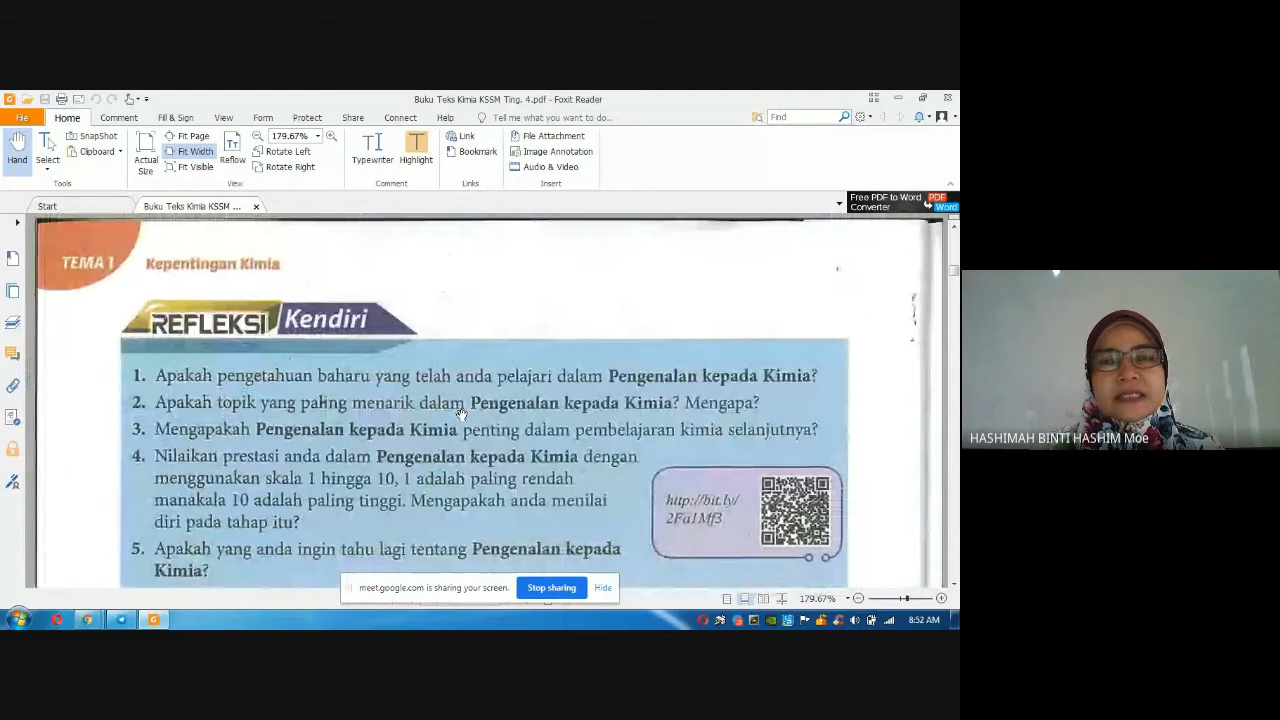 Buku Teks Kimia KSSM Ting. 4.pdf - Foxit Reader
File Home Comment Fill & Sign View Form Protect Share Connect Help Tell me what you want to do... Find
Hand
Select
SnapShot
Clipboard
Tools
Actual Size
Fit Page
Fit Width
Fit Visible
Reflow
179.67%
Rotate Left
Rotate Right
View
Typewriter
Highlight
Comment
Link
Bookmark
Links
File Attachment
Image Annotation
Audio & Video
Insert
Start
Buku Teks Kimia KSSM ...
Free PDF to Word
Converter
PDF
Word
TEMA 1 Kepentingan Kimia
REFLEKSI Kendiri
1. Apakah pengetahuan baharu yang telah anda pelajari dalam Pengenalan kepada Kimia?
2. Apakah topik yang paling menarik dalam Pengenalan kepada Kimia? Mengapa?
3. Mengapakah Pengenalan kepada Kimia penting dalam pembelajaran kimia selanjutnya?
4. Nilaikan prestasi anda dalam Pengenalan kepada Kimia dengan
menggunakan skala 1 hingga 10, 1 adalah paling rendah
manakala 10 adalah paling tinggi. Mengapakah anda menilai
diri pada tahap itu?
http://bit.ly/
2Fa1Mf3
5. Apakah yang anda ingin tahu lagi tentang Pengenalan kepada
Kimia?
meet.google.com is sharing your screen. Stop sharing Hide
179.67%
8:52 AM
HASHIMAH BINTI HASHIM Moe